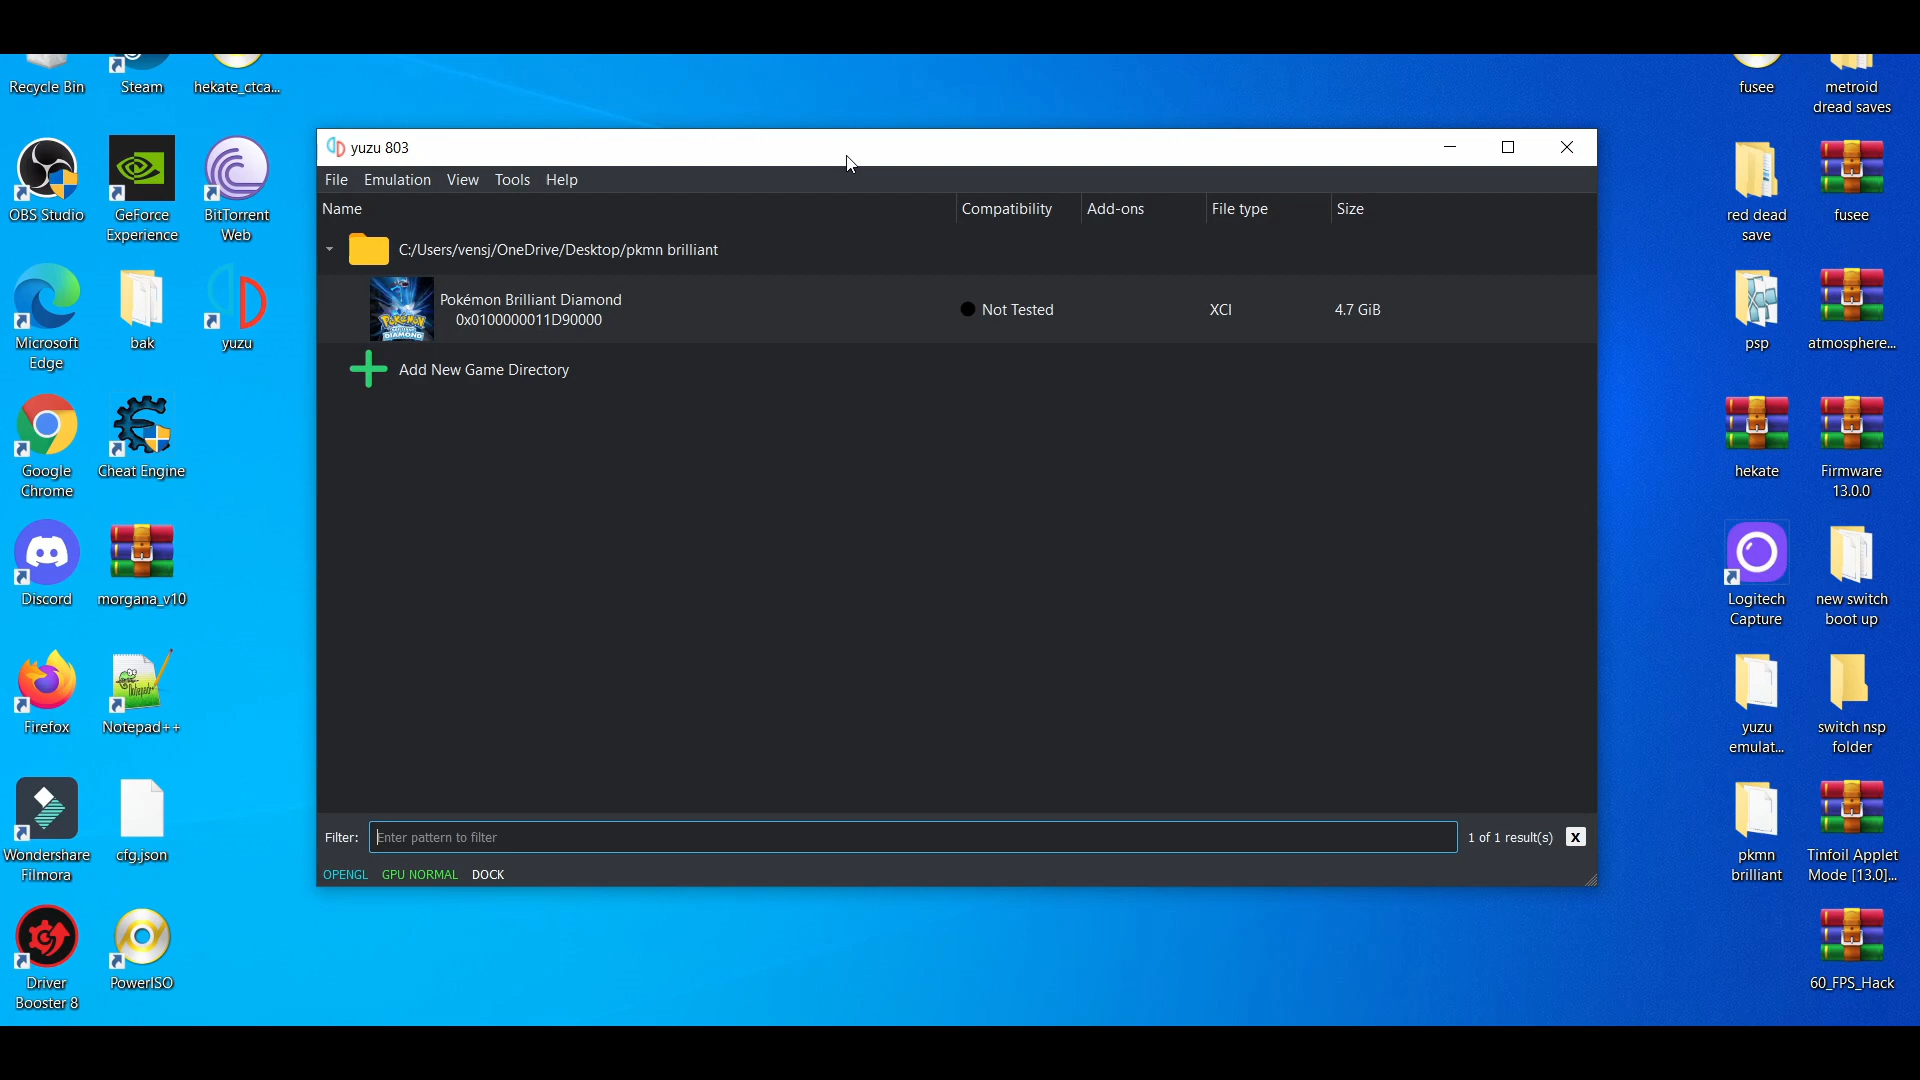 Recycle Bin
Steam
hekate_ctca...
fusee
metroid
dread saves
yuzu 803
File Emulation View Tools Help
Name Compatibility Add-ons File type Size
C:/Users/vensj/OneDrive/Desktop/pkmn brilliant
Pokémon Brilliant Diamond
0x0100000011D90000
Not Tested
XCI
4.7 GiB
Add New Game Directory
Filter:
Enter pattern to filter
1 of 1 result(s)
X
OPENGL GPU NORMAL DOCK
OBS Studio
GeForce
Experience
BitTorrent
Web
Microsoft
Edge
bak
yuzu
Google
Chrome
Cheat Engine
Discord
morgana_v10
Firefox
Notepad++
Wondershare
Filmora
cfg.json
Driver
Booster 8
PowerISO
red dead
save
fusee
psp
atmosphere...
hekate
Firmware
13.0.0
Logitech
Capture
new switch
boot up
yuzu
emulat...
switch nsp
folder
pkmn
brilliant
Tinfoil Applet
Mode [13.0]...
60_FPS_Hack